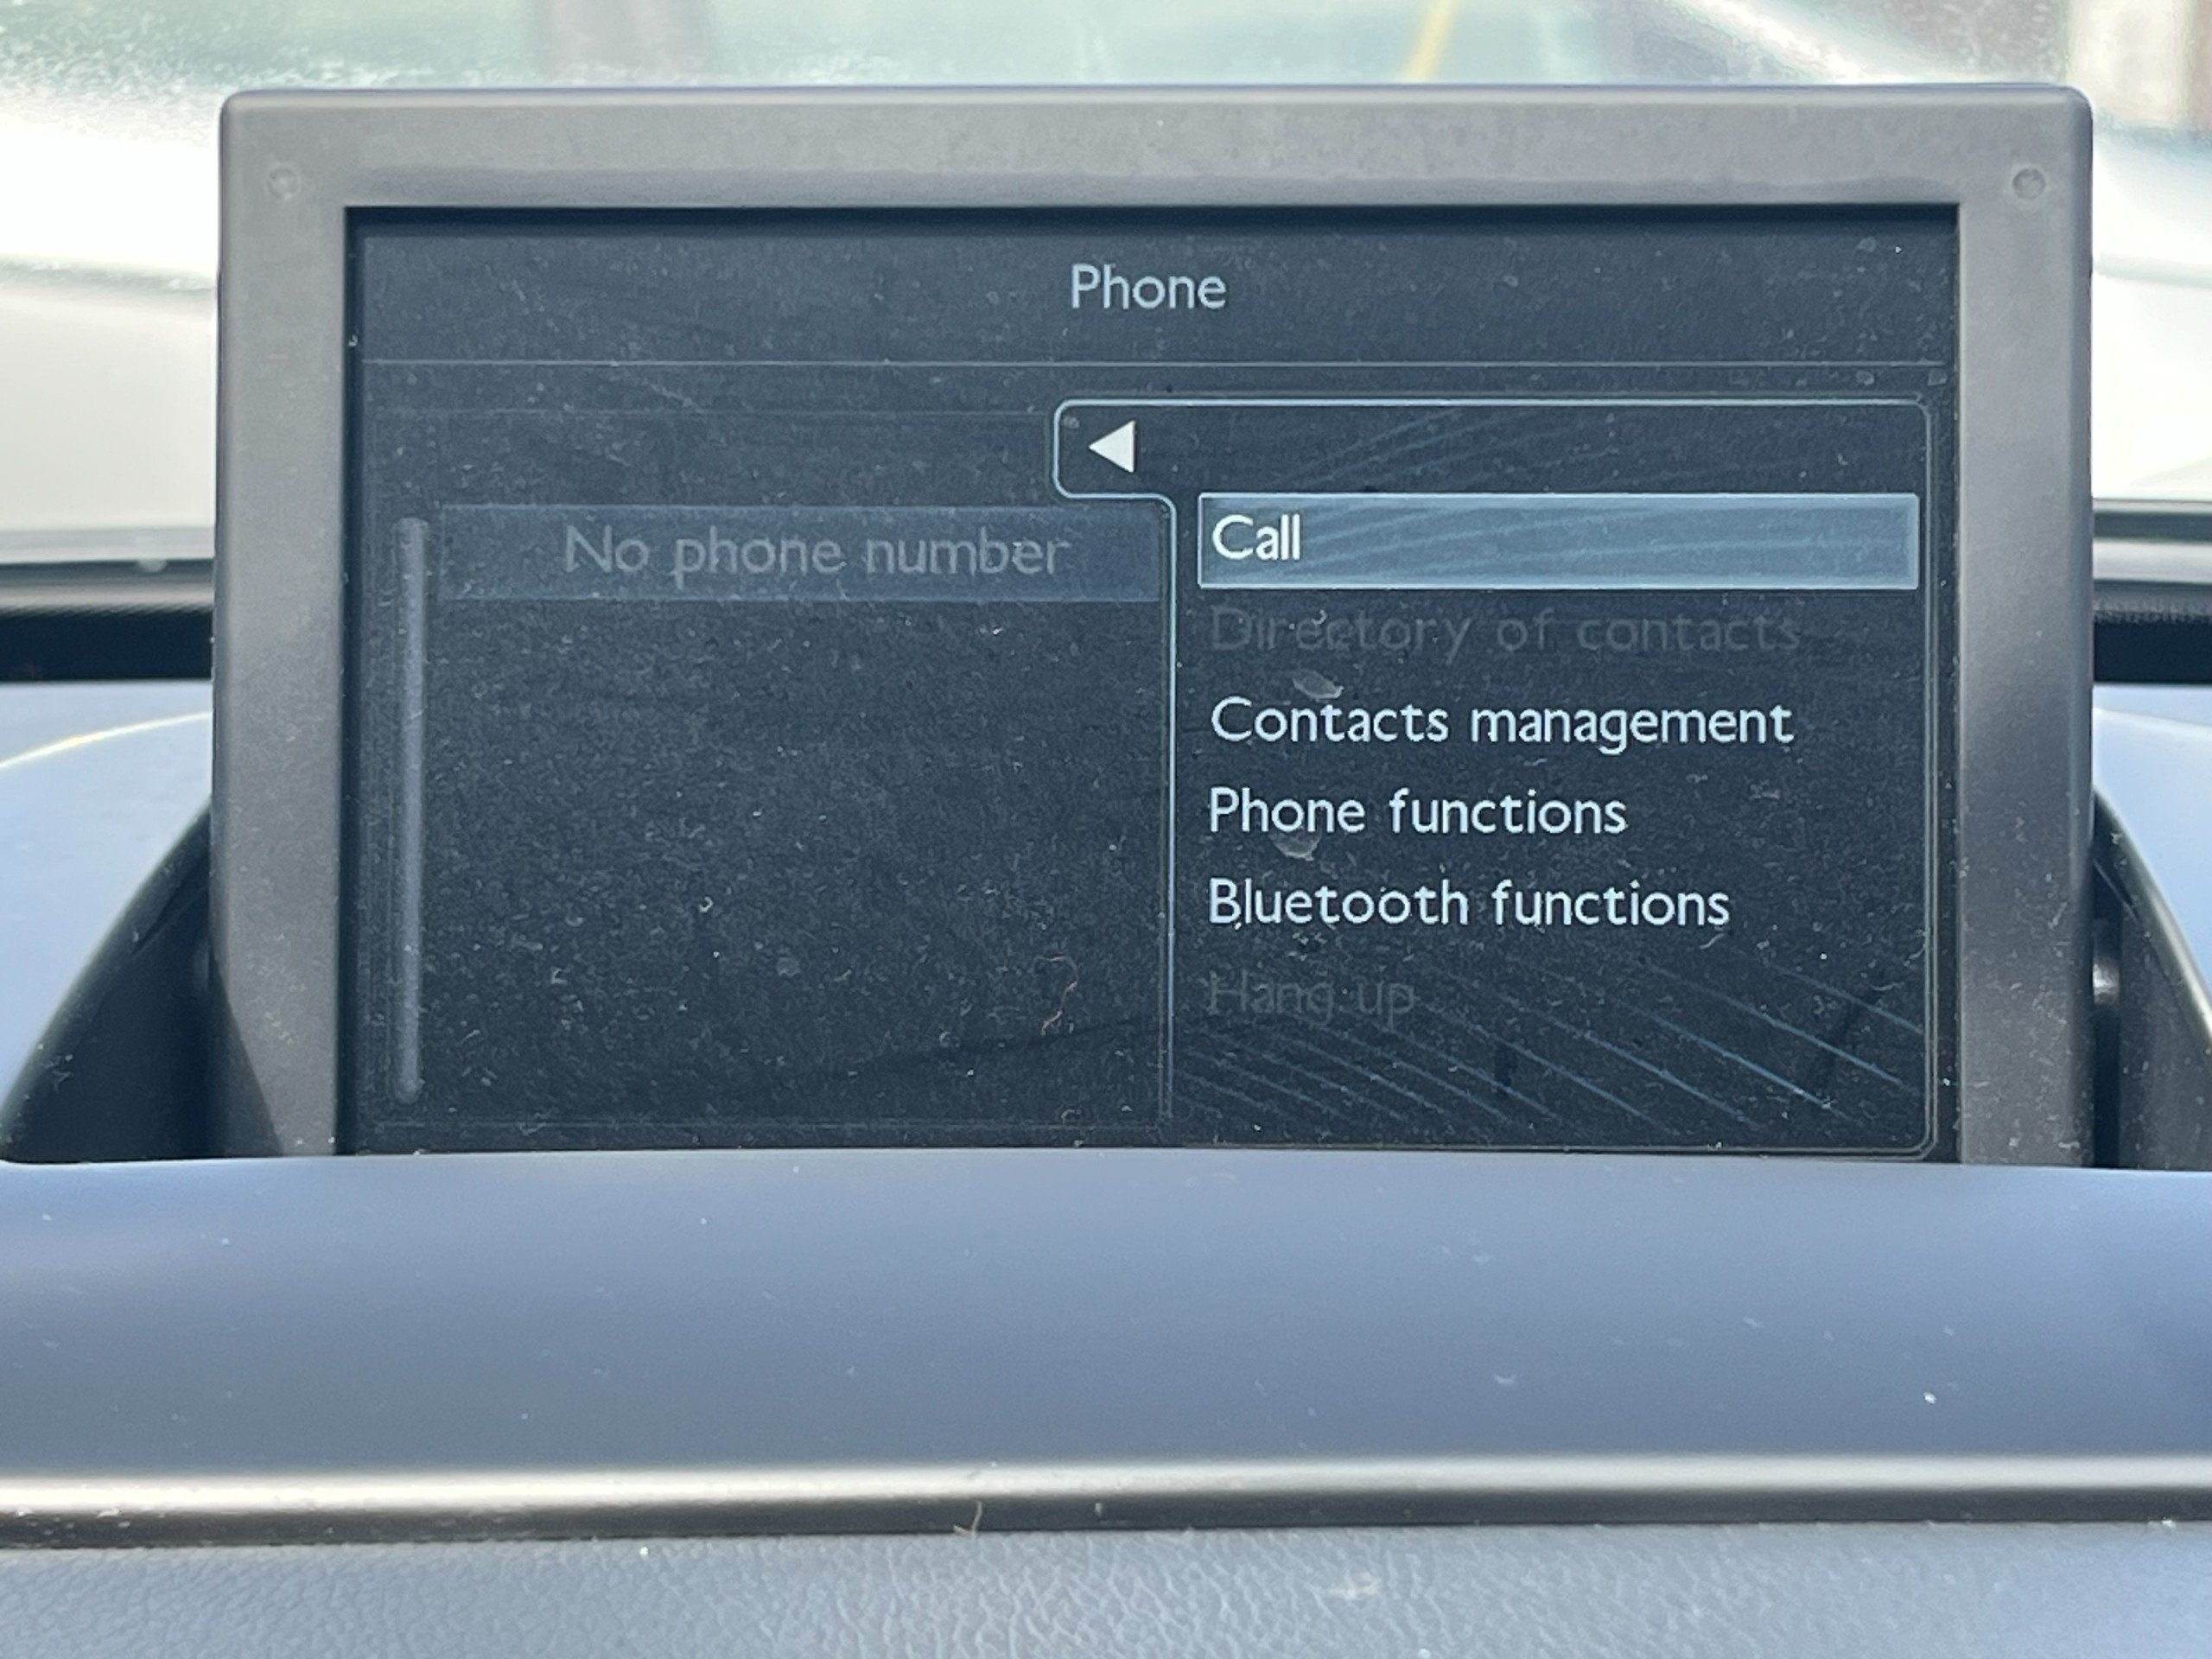 Phone
No phone number
Call
Directory of contacts
Contacts management
Phone functions
Bluetooth functions
Hang up